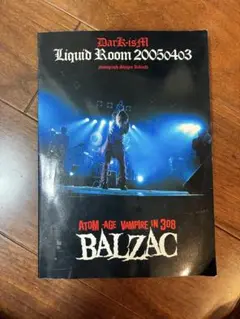 DarK-isM
Liquid Room 20050403
ATOM-AGE VAMPIRE IN 308
BALZAC